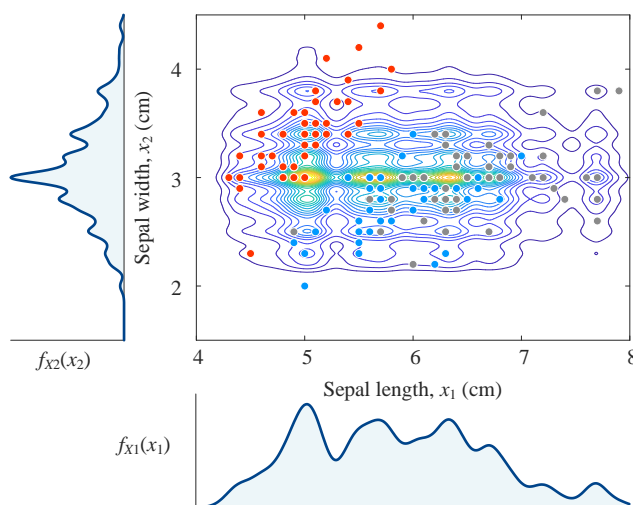 4
3
2
Sepal width, x2 (cm)
fX2(x2)
4 5 6 7 8
Sepal length, x1 (cm)
fX1(x1)